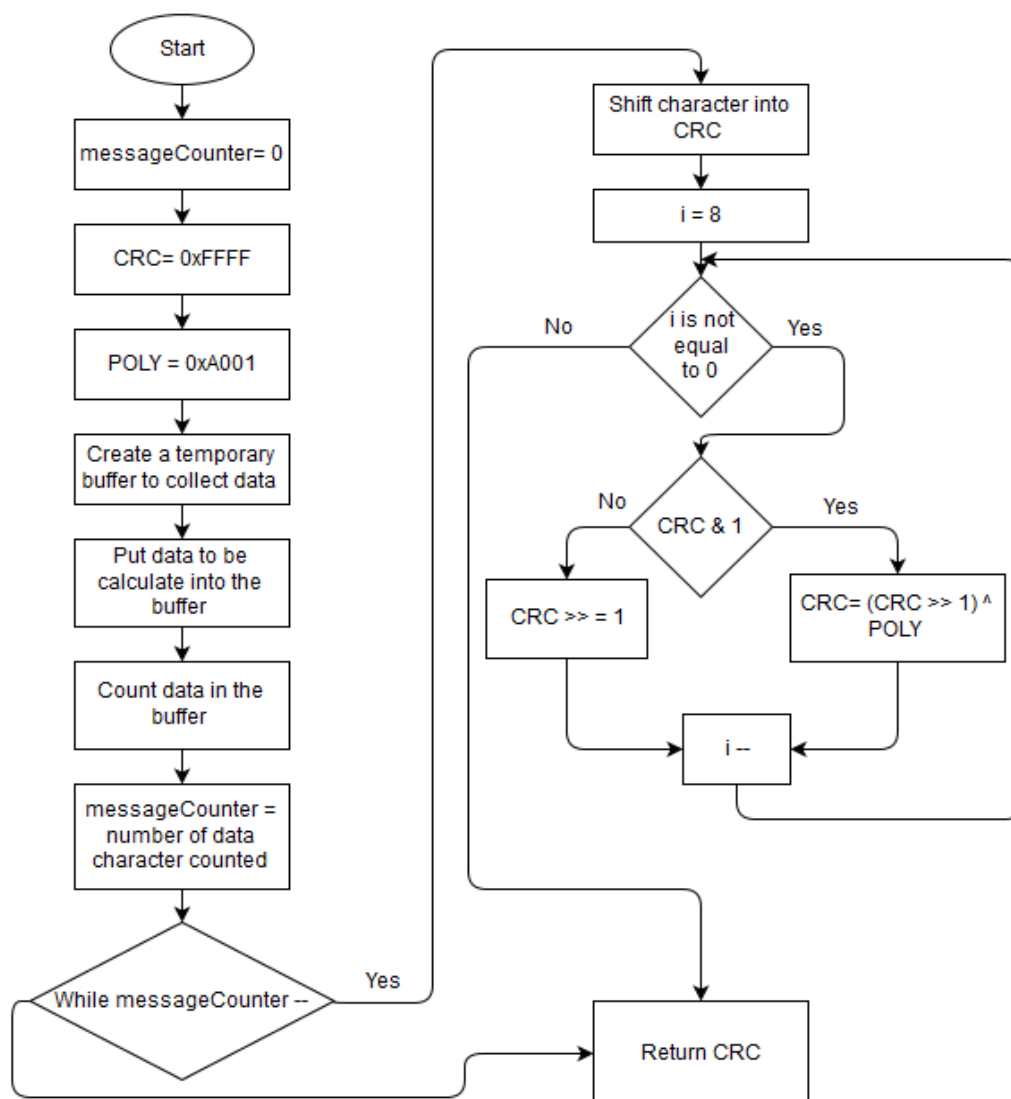 Start
messageCounter= 0
CRC= 0xFFFF
POLY = 0xA001
Create a temporary
buffer to collect data
Put data to be
calculate into the
buffer
Count data in the
buffer
messageCounter =
number of data
character counted
While messageCounter --
Yes
Shift character into
CRC
i = 8
i is not
equal
to 0
No
Yes
CRC & 1
No
Yes
CRC >> = 1
CRC= (CRC >> 1) ^
POLY
i --
Return CRC